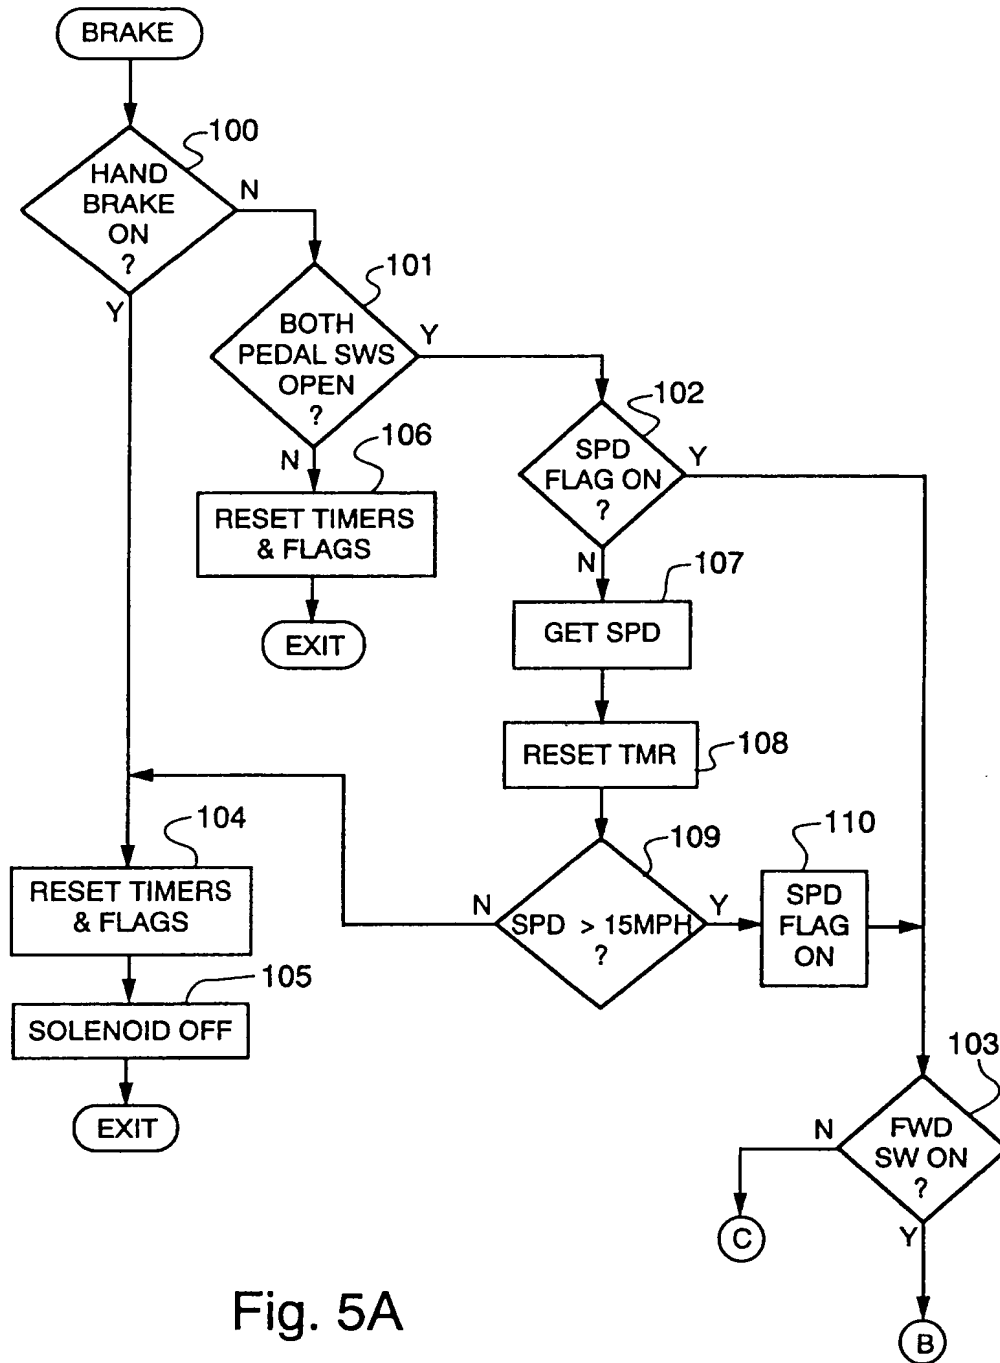 BRAKE
100
HAND
BRAKE
ON
?
N
Y
101
BOTH
PEDAL SWS
OPEN
?
Y
N
102
SPD
FLAG ON
?
Y
N
106
RESET TIMERS
& FLAGS
EXIT
107
GET SPD
108
RESET TMR
109
SPD > 15MPH
?
N
Y
110
SPD
FLAG
ON
104
RESET TIMERS
& FLAGS
105
SOLENOID OFF
EXIT
103
FWD
SW ON
?
N
Y
C
B
Fig. 5A